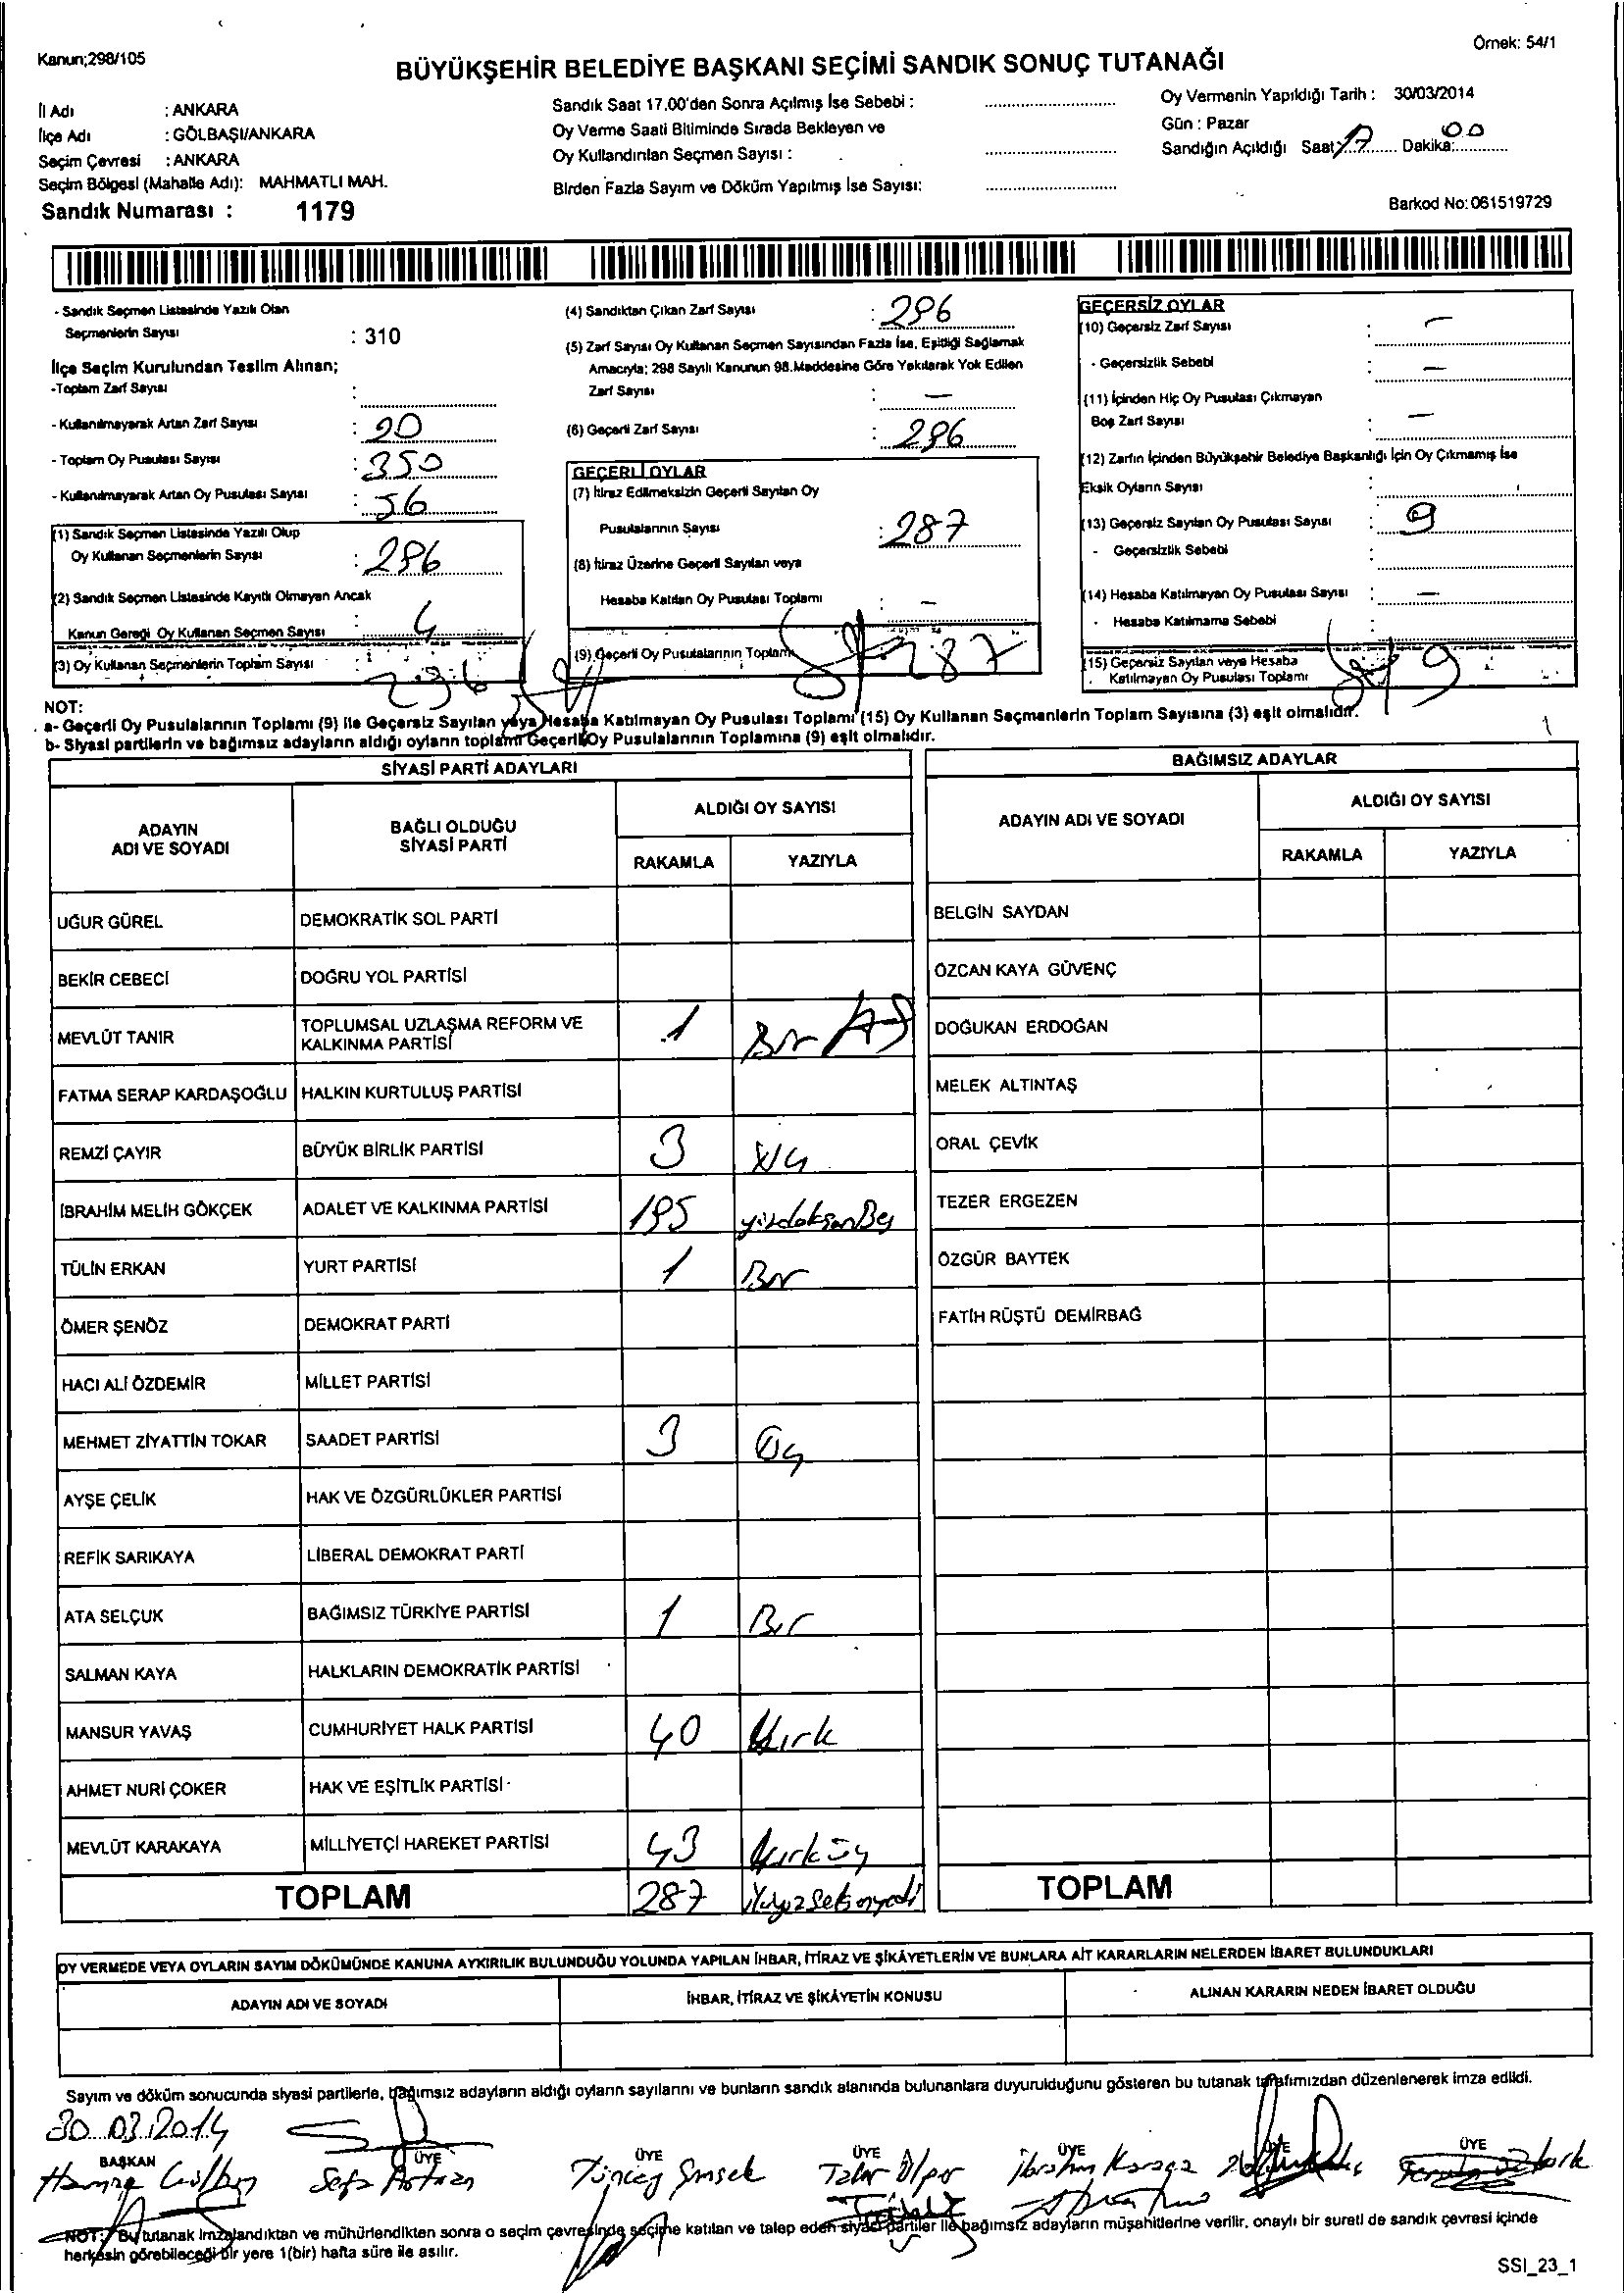 Kanun;298/105
Örnek: 54/1
BÜYÜKŞEHİR BELEDİYE BAŞKANI SEÇİMİ SANDIK SONUÇ TUTANAĞI
İl Adı : ANKARA
İlçe Adı : GÖLBAŞI/ANKARA
Seçim Çevresi : ANKARA
Seçim Bölgesi (Mahalle Adı): MAHMATLI MAH.
Sandık Numarası : 1179
Sandık Saat 17.00'den Sonra Açılmış İse Sebebi :
Oy Verme Saati Bitiminde Sırada Bekleyen ve
Oy Kullandırılan Seçmen Sayısı :
Birden Fazla Sayım ve Döküm Yapılmış İse Sayısı:
Oy Vermenin Yapıldığı Tarih : 30/03/2014
Gün : Pazar
Sandığın Açıldığı Saat: 17 Dakika: 00
Barkod No: 061519729
- Sandık Seçmen Listesinde Yazılı Olan
Seçmenlerin Sayısı : 310
İlçe Seçim Kurulundan Teslim Alınan;
-Toplam Zarf Sayısı :
- Kullanılmayarak Artan Zarf Sayısı : 20
- Toplam Oy Pusulası Sayısı : 350
- Kullanılmayarak Artan Oy Pusulası Sayısı : 56
(1) Sandık Seçmen Listesinde Yazılı Olup
Oy Kullanan Seçmenlerin Sayısı : 296
(2) Sandık Seçmen Listesinde Kayıtlı Olmayan Ancak
Kanun Gereği Oy Kullanan Seçmen Sayısı : 4
(3) Oy Kullanan Seçmenlerin Toplam Sayısı : 296
(4) Sandıktan Çıkan Zarf Sayısı : 296
(5) Zarf Sayısı Oy Kullanan Seçmen Sayısından Fazla İse, Eşitliği Sağlamak
Amacıyla; 298 Sayılı Kanunun 98.Maddesine Göre Yakılarak Yok Edilen
Zarf Sayısı : —
(6) Geçerli Zarf Sayısı : 296
GEÇERLİ OYLAR
(7) İtiraz Edilmeksizin Geçerli Sayılan Oy
Pusulalarının Sayısı : 287
(8) İtiraz Üzerine Geçerli Sayılan veya
Hesaba Katılan Oy Pusulası Toplamı : —
(9) Geçerli Oy Pusulalarının Toplamı 287
GEÇERSİZ OYLAR
(10) Geçersiz Zarf Sayısı : —
- Geçersizlik Sebebi : —
(11) İçinden Hiç Oy Pusulası Çıkmayan
Boş Zarf Sayısı : —
(12) Zarfın İçinden Büyükşehir Belediye Başkanlığı İçin Oy Çıkmamış İse
Eksik Oyların Sayısı :
(13) Geçersiz Sayılan Oy Pusulası Sayısı : 9
- Geçersizlik Sebebi :
(14) Hesaba Katılmayan Oy Pusulası Sayısı : —
- Hesaba Katılmama Sebebi :
(15) Geçersiz Sayılan veya Hesaba
Katılmayan Oy Pusulası Toplamı 9
NOT:
a- Geçerli Oy Pusulalarının Toplamı (9) ile Geçersiz Sayılan veya Hesaba Katılmayan Oy Pusulası Toplamı (15) Oy Kullanan Seçmenlerin Toplam Sayısına (3) eşit olmalıdır.
b- Siyasi partilerin ve bağımsız adayların aldığı oyların toplamı Geçerli Oy Pusulalarının Toplamına (9) eşit olmalıdır.
SİYASİ PARTİ ADAYLARI
ADAYIN ADI VE SOYADI
BAĞLI OLDUĞU SİYASİ PARTİ
ALDIĞI OY SAYISI
RAKAMLA YAZIYLA
UĞUR GÜREL DEMOKRATİK SOL PARTİ
BEKİR CEBECİ DOĞRU YOL PARTİSİ
MEVLÜT TANIR TOPLUMSAL UZLAŞMA REFORM VE KALKINMA PARTİSİ 1 Bir
FATMA SERAP KARDAŞOĞLU HALKIN KURTULUŞ PARTİSİ
REMZİ ÇAYIR BÜYÜK BİRLİK PARTİSİ 3 Üç
İBRAHİM MELİH GÖKÇEK ADALET VE KALKINMA PARTİSİ 195 yüzdoksanBeş
TÜLİN ERKAN YURT PARTİSİ 1 Bir
ÖMER ŞENÖZ DEMOKRAT PARTİ
HACI ALİ ÖZDEMİR MİLLET PARTİSİ
MEHMET ZİYATTİN TOKAR SAADET PARTİSİ 3 Üç
AYŞE ÇELİK HAK VE ÖZGÜRLÜKLER PARTİSİ
REFİK SARIKAYA LİBERAL DEMOKRAT PARTİ
ATA SELÇUK BAĞIMSIZ TÜRKİYE PARTİSİ 1 Bir
SALMAN KAYA HALKLARIN DEMOKRATİK PARTİSİ
MANSUR YAVAŞ CUMHURİYET HALK PARTİSİ 40 Kırk
AHMET NURİ ÇOKER HAK VE EŞİTLİK PARTİSİ
MEVLÜT KARAKAYA MİLLİYETÇİ HAREKET PARTİSİ 43 Kırküç
TOPLAM 287
BAĞIMSIZ ADAYLAR
ADAYIN ADI VE SOYADI
ALDIĞI OY SAYISI
RAKAMLA YAZIYLA
BELGİN SAYDAN
ÖZCAN KAYA GÜVENÇ
DOĞUKAN ERDOĞAN
MELEK ALTINTAŞ
ORAL ÇEVİK
TEZER ERGEZEN
ÖZGÜR BAYTEK
FATİH RÜŞTÜ DEMİRBAĞ
TOPLAM
OY VERMEDE VEYA OYLARIN SAYIM DÖKÜMÜNDE KANUNA AYKIRILIK BULUNDUĞU YOLUNDA YAPILAN İHBAR, İTİRAZ VE ŞİKÂYETLERİN VE BUNLARA AİT KARARLARIN NELERDEN İBARET BULUNDUKLARI
ADAYIN ADI VE SOYADI
İHBAR, İTİRAZ VE ŞİKÂYETİN KONUSU
ALINAN KARARIN NEDEN İBARET OLDUĞU
Sayım ve döküm sonucunda siyasi partilerle, bağımsız adayların aldığı oyların sayılarını ve bunların sandık alanında bulunanlara duyurulduğunu gösteren bu tutanak tarafımızdan düzenlenerek imza edildi.
30.03.2014
BAŞKAN ÜYE ÜYE ÜYE ÜYE ÜYE ÜYE
NOT: Bu tutanak imzalandıktan ve mühürlendikten sonra o seçim çevresinde seçime katılan ve talep eden siyasi partiler ile bağımsız adayların müşahitlerine verilir, onaylı bir sureti de sandık çevresi içinde
herkesin görebileceği bir yere 1(bir) hafta süre ile asılır.
SSI_23_1